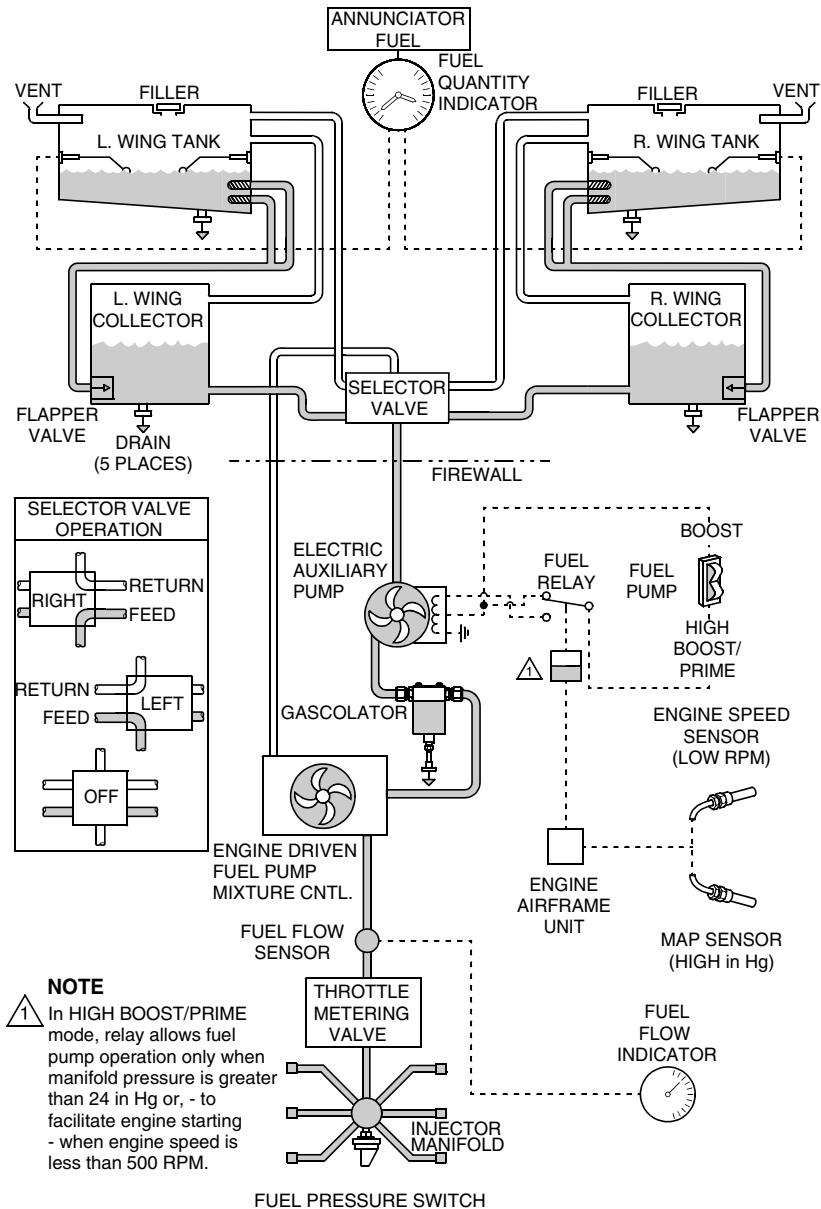 ANNUNCIATOR
FUEL
FUEL
QUANTITY
INDICATOR
VENT
FILLER
FILLER
VENT
L. WING TANK
R. WING TANK
L. WING
COLLECTOR
R. WING
COLLECTOR
SELECTOR
VALVE
FLAPPER
VALVE
DRAIN
(5 PLACES)
FLAPPER
VALVE
FIREWALL
SELECTOR VALVE
OPERATION
RIGHT
RETURN
FEED
RETURN
FEED
LEFT
OFF
ELECTRIC
AUXILIARY
PUMP
FUEL
RELAY
BOOST
FUEL
PUMP
HIGH
BOOST/
PRIME
1
GASCOLATOR
ENGINE SPEED
SENSOR
(LOW RPM)
ENGINE DRIVEN
FUEL PUMP
MIXTURE CNTL.
ENGINE
AIRFRAME
UNIT
MAP SENSOR
(HIGH in Hg)
FUEL FLOW
SENSOR
THROTTLE
METERING
VALVE
FUEL
FLOW
INDICATOR
INJECTOR
MANIFOLD
FUEL PRESSURE SWITCH
NOTE
1
In HIGH BOOST/PRIME
mode, relay allows fuel
pump operation only when
manifold pressure is greater
than 24 in Hg or, - to
facilitate engine starting
- when engine speed is
less than 500 RPM.